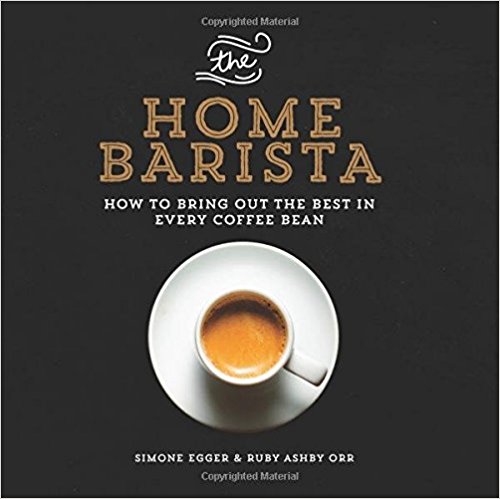 Copyrighted Material
the
HOME
BARISTA
HOW TO BRING OUT THE BEST IN
EVERY COFFEE BEAN
SIMONE EGGER & RUBY ASHBY ORR
Copyrighted Material